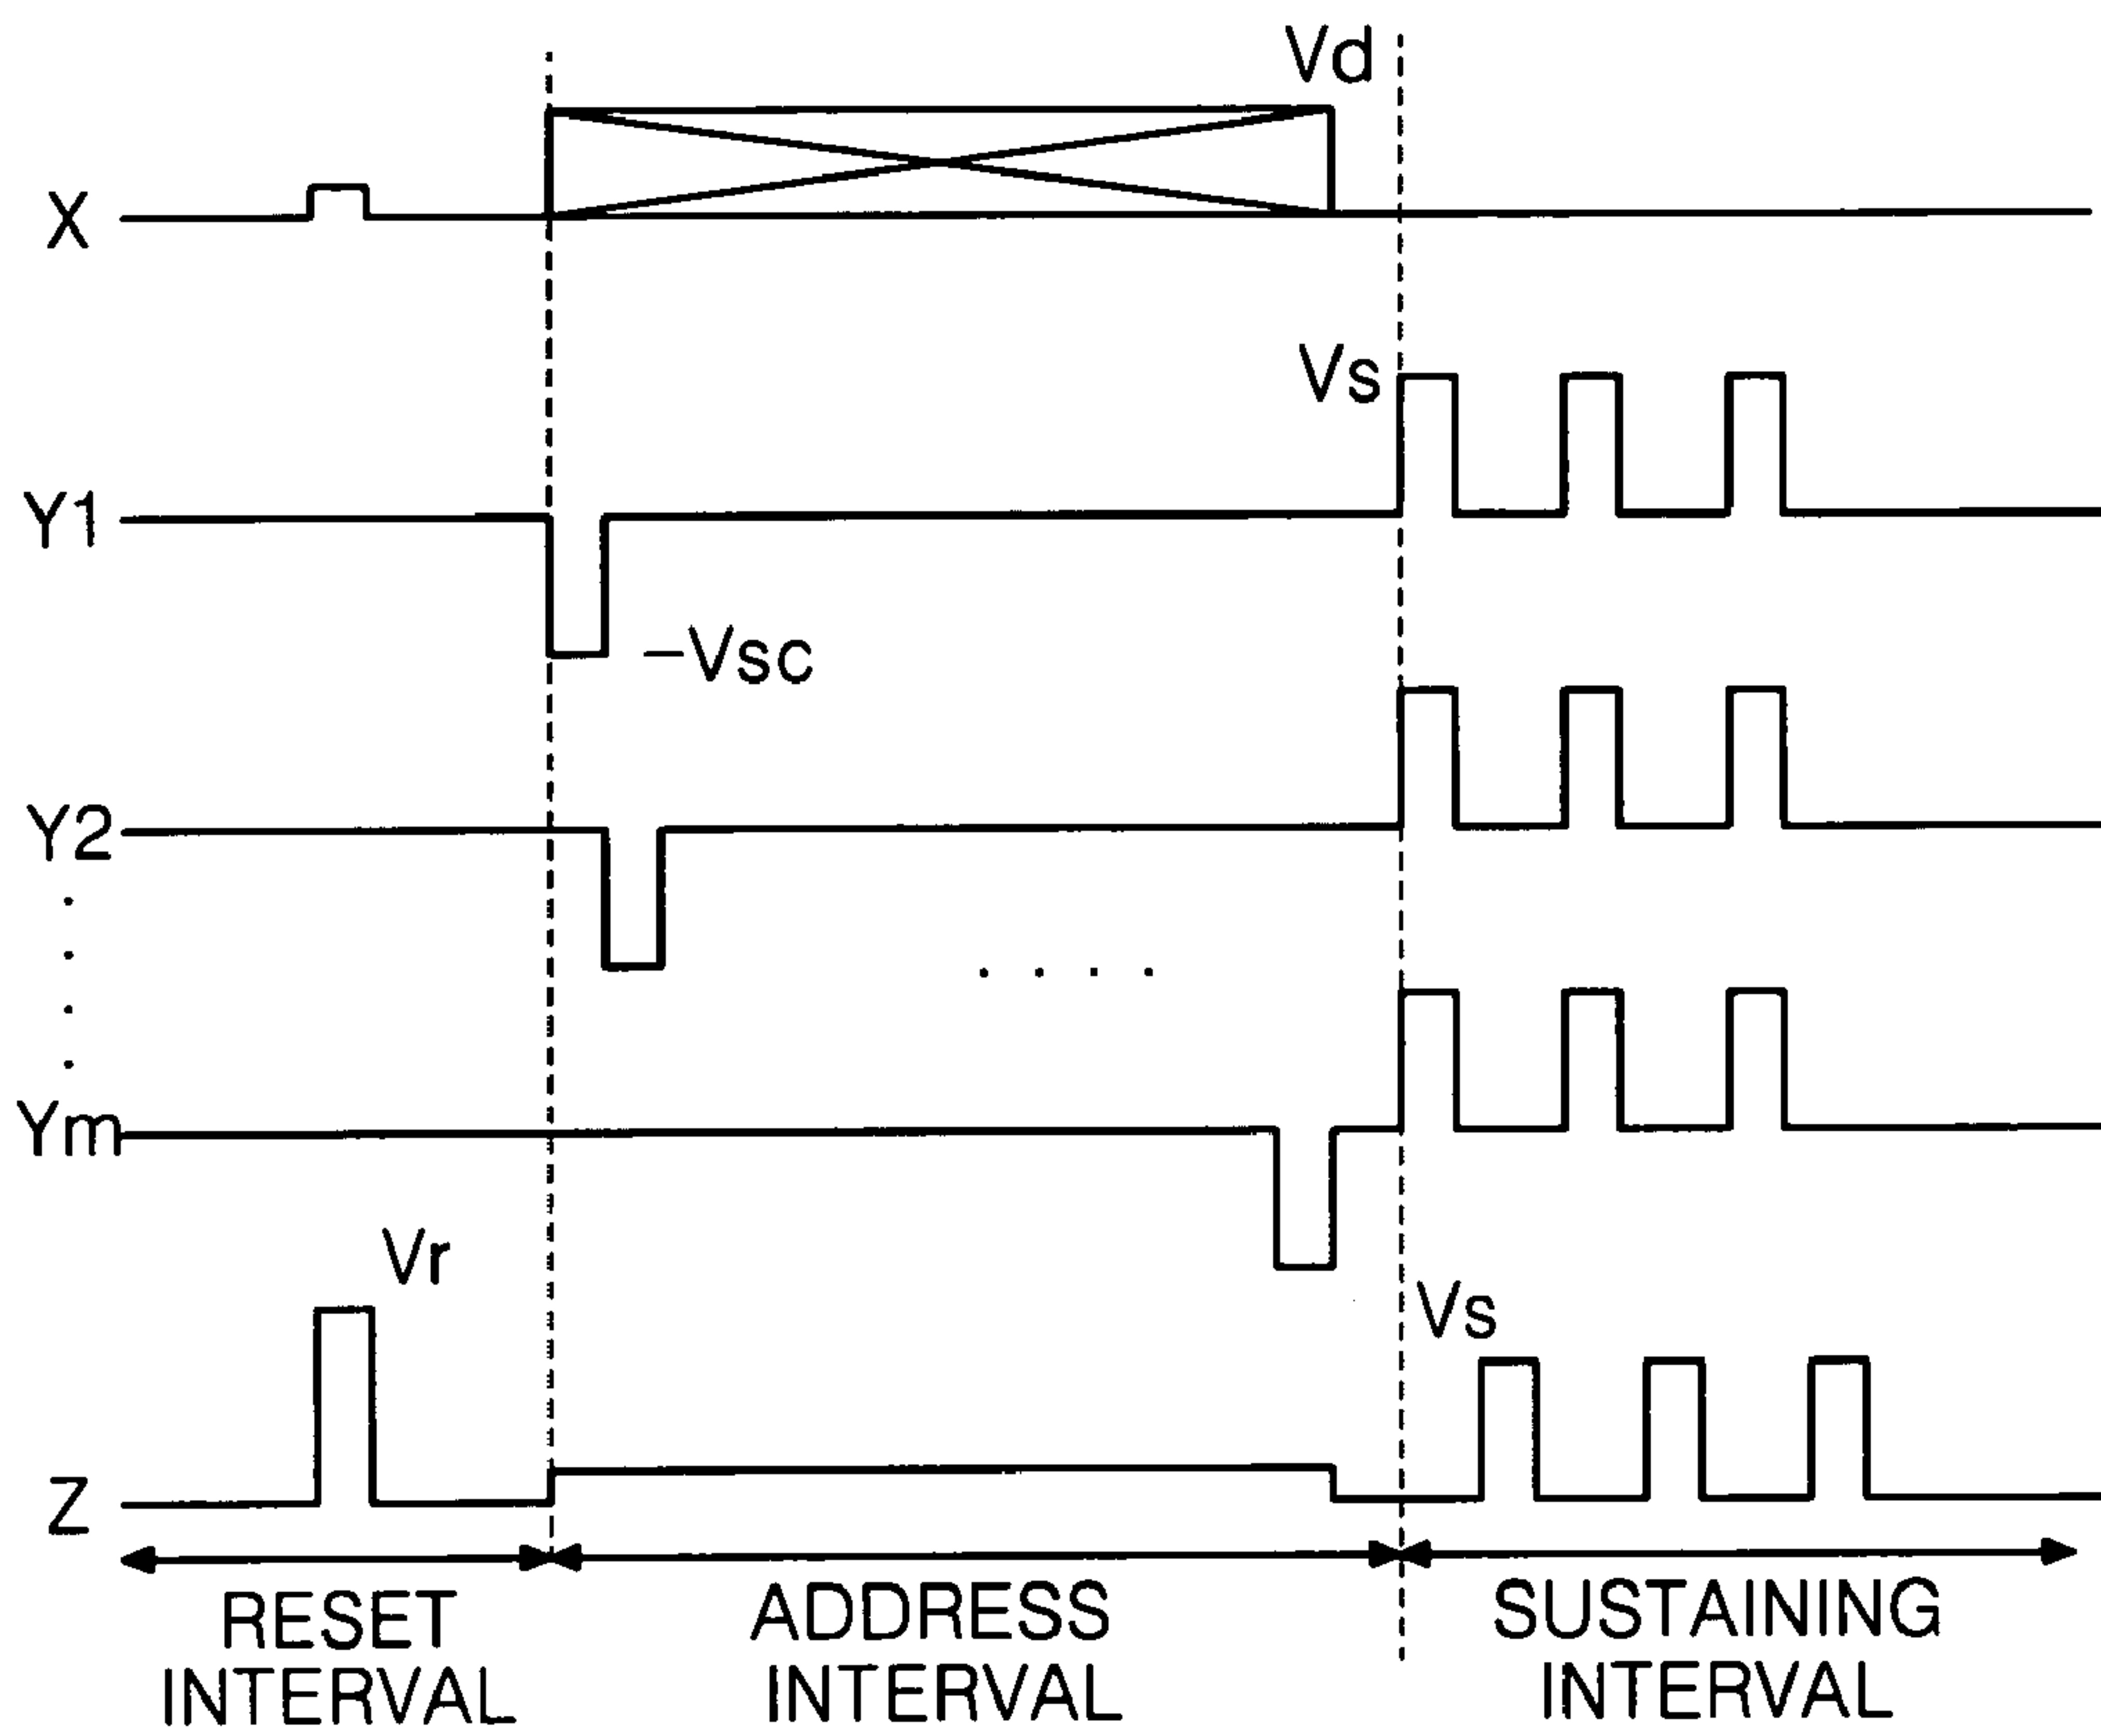 Vd
X
Vs
Y1
-Vsc
Y2
Ym
Vr
Vs
Z
RESET
INTERVAL
ADDRESS
INTERVAL
SUSTAINING
INTERVAL